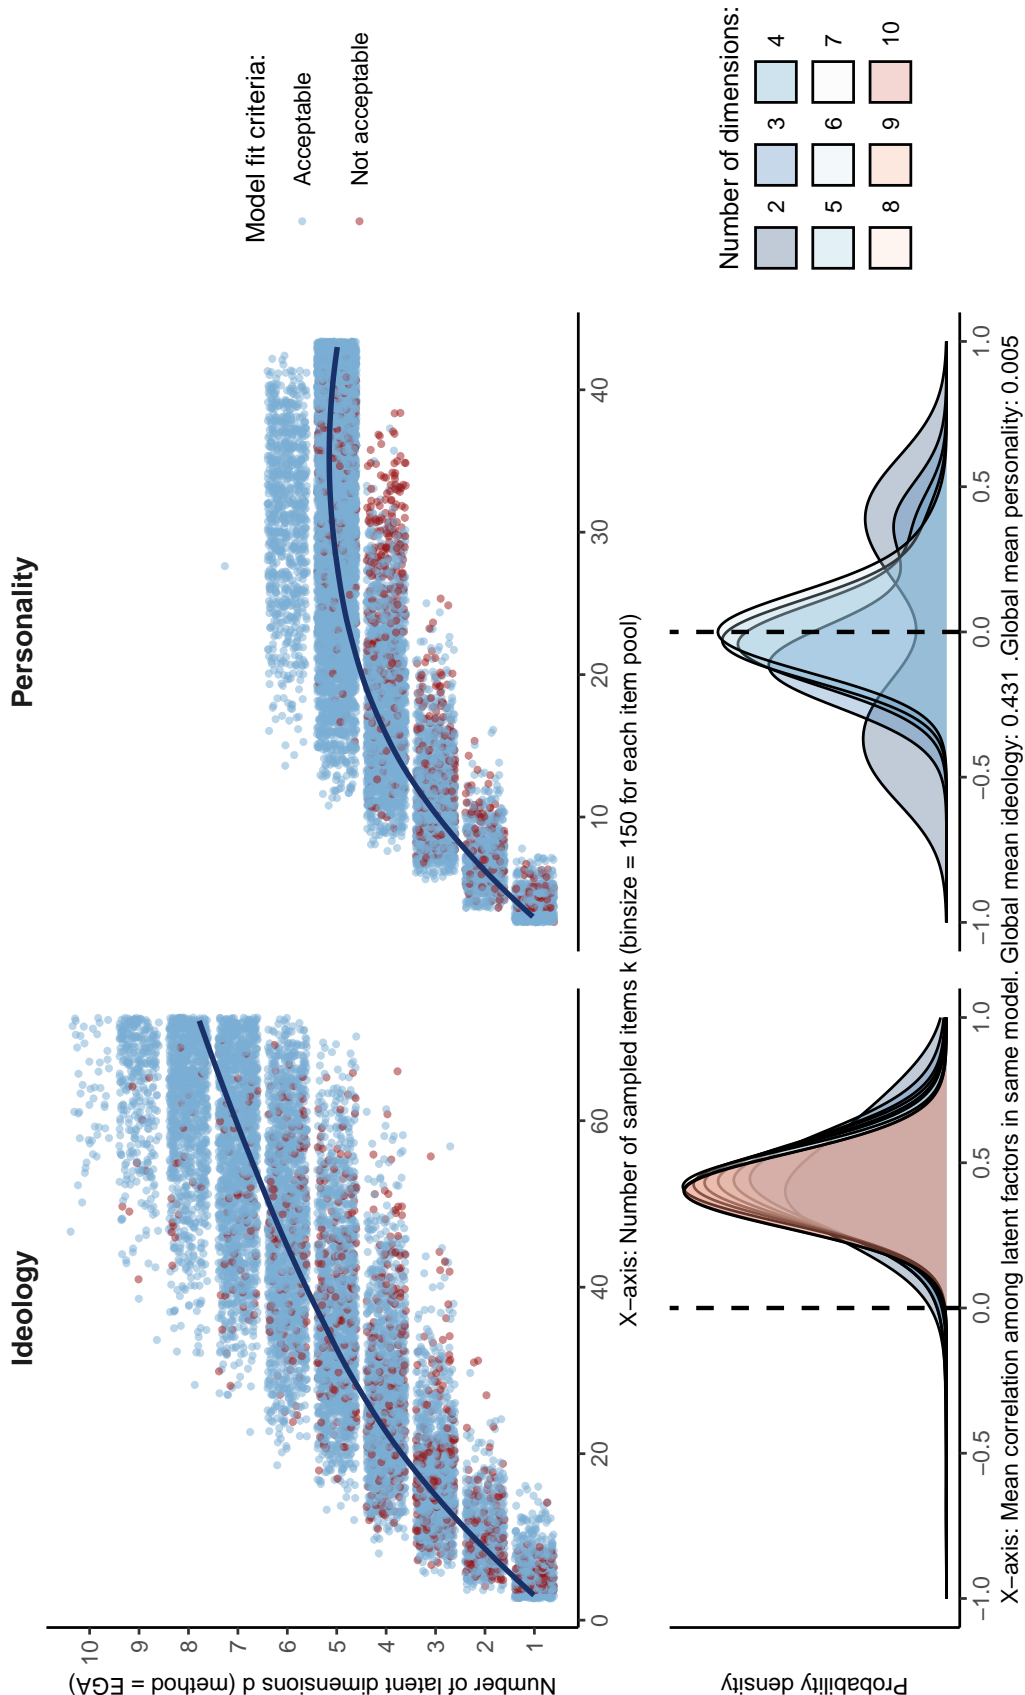 Ideology
Personality
Number of latent dimensions d (method = EGA)
10
9
8
7
6
5
4
3
2
1
0
20
40
60
10
20
30
40
Model fit criteria:
Acceptable
Not acceptable
X−axis: Number of sampled items k (binsize = 150 for each item pool)
Probability density
−1.0
−0.5
0.0
0.5
1.0
−1.0
−0.5
0.0
0.5
1.0
Number of dimensions:
2 3 4
5 6 7
8 9 10
X−axis: Mean correlation among latent factors in same model. Global mean ideology: 0.431 .Global mean personality: 0.005